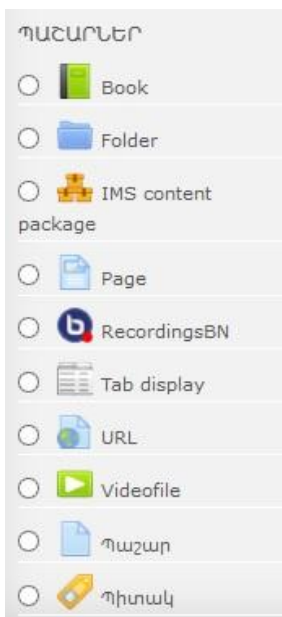 ՊԱՇԱՐՆԵՐ
Book
Folder
IMS content
package
Page
RecordingsBN
Tab display
URL
Videofile
Պաշար
Պիտակ